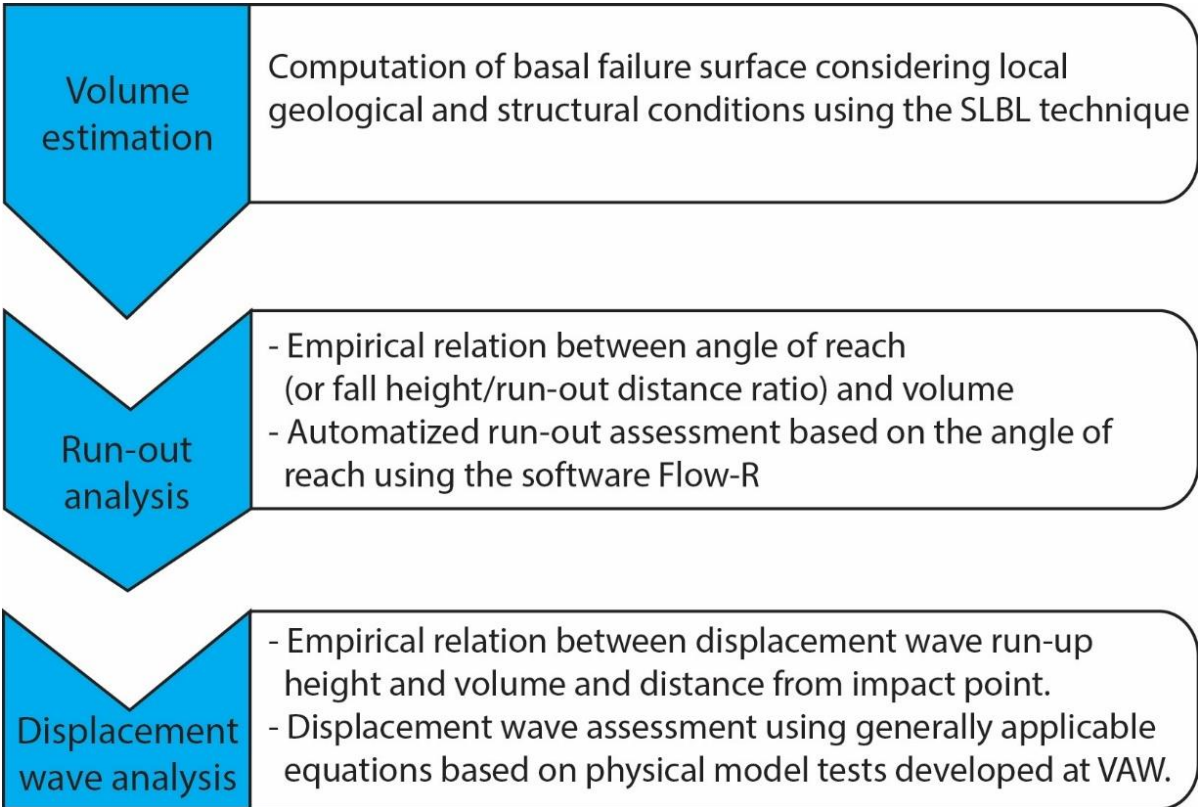 Volume
estimation
Computation of basal failure surface considering local
geological and structural conditions using the SLBL technique
Run-out
analysis
- Empirical relation between angle of reach
(or fall height/run-out distance ratio) and volume
- Automatized run-out assessment based on the angle of
reach using the software Flow-R
Displacement
wave analysis
- Empirical relation between displacement wave run-up
height and volume and distance from impact point.
- Displacement wave assessment using generally applicable
equations based on physical model tests developed at VAW.